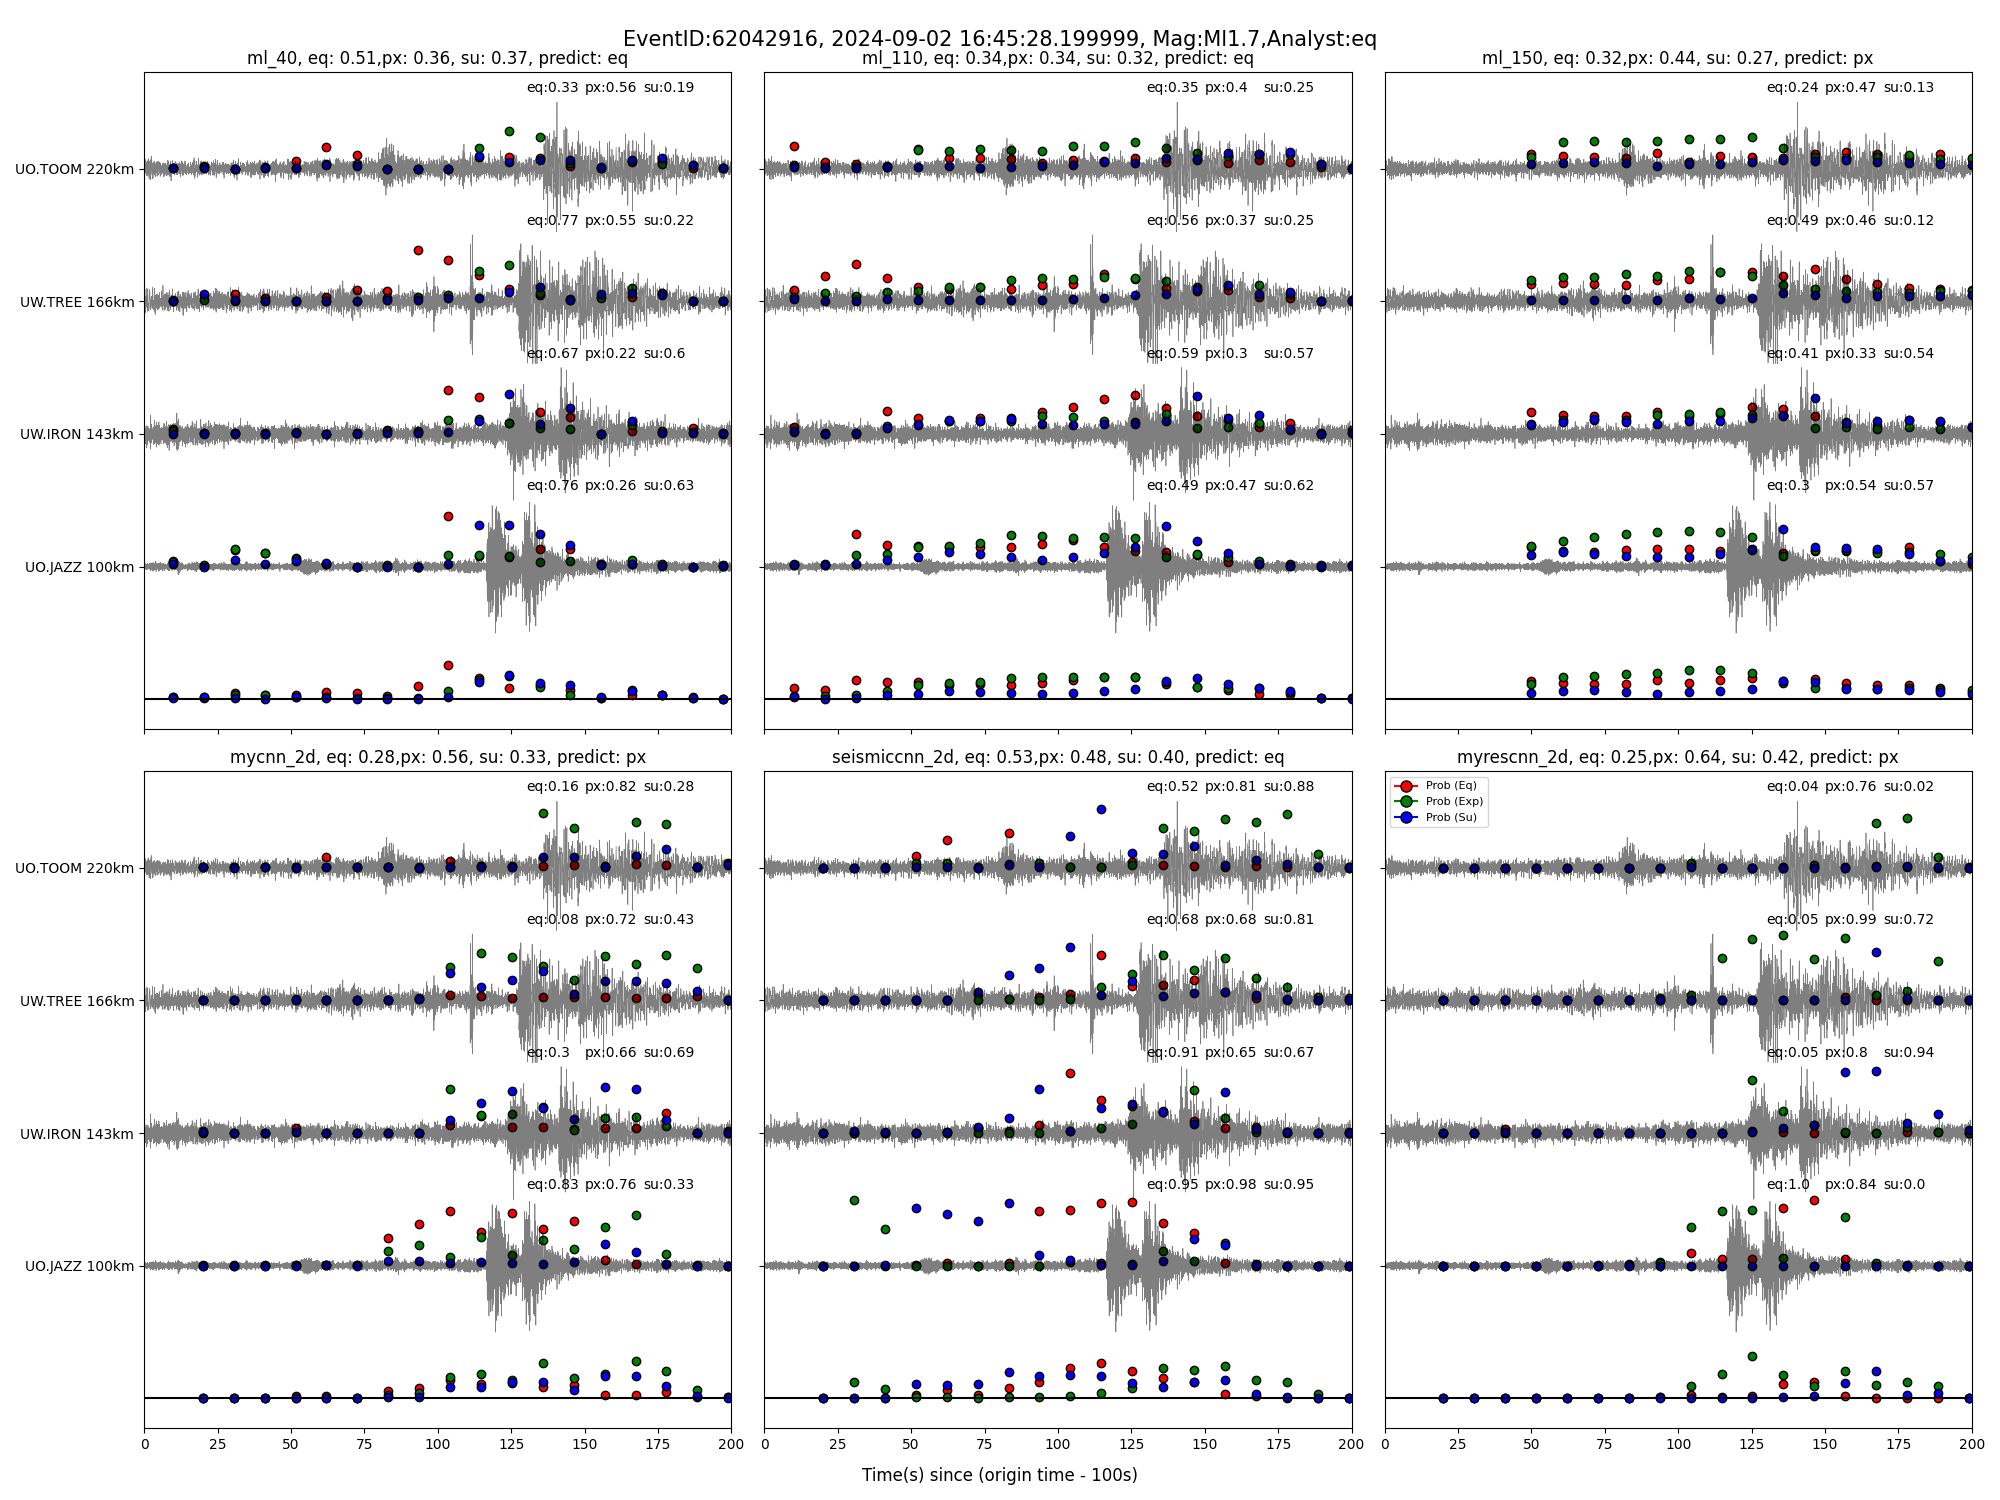 EventID:62042916, 2024-09-02 16:45:28.199999, Mag:Ml1.7,Analyst:eq
ml_40, eq: 0.51,px: 0.36, su: 0.37, predict: eq
eq:0.33 px:0.56 su:0.19
UO.TOOM 220km
eq:0.77 px:0.55 su:0.22
UW.TREE 166km
eq:0.67 px:0.22 su:0.6
UW.IRON 143km
eq:0.76 px:0.26 su:0.63
UO.JAZZ 100km
ml_110, eq: 0.34,px: 0.34, su: 0.32, predict: eq
eq:0.35 px:0.4 su:0.25
eq:0.56 px:0.37 su:0.25
eq:0.59 px:0.3 su:0.57
eq:0.49 px:0.47 su:0.62
ml_150, eq: 0.32,px: 0.44, su: 0.27, predict: px
eq:0.24 px:0.47 su:0.13
eq:0.49 px:0.46 su:0.12
eq:0.41 px:0.33 su:0.54
eq:0.3 px:0.54 su:0.57
mycnn_2d, eq: 0.28,px: 0.56, su: 0.33, predict: px
eq:0.16 px:0.82 su:0.28
UO.TOOM 220km
eq:0.08 px:0.72 su:0.43
UW.TREE 166km
eq:0.3 px:0.66 su:0.69
UW.IRON 143km
eq:0.83 px:0.76 su:0.33
UO.JAZZ 100km
0 25 50 75 100 125 150 175 200
seismiccnn_2d, eq: 0.53,px: 0.48, su: 0.40, predict: eq
eq:0.52 px:0.81 su:0.88
eq:0.68 px:0.68 su:0.81
eq:0.91 px:0.65 su:0.67
eq:0.95 px:0.98 su:0.95
0 25 50 75 100 125 150 175 200
myrescnn_2d, eq: 0.25,px: 0.64, su: 0.42, predict: px
Prob (Eq)
Prob (Exp)
Prob (Su)
eq:0.04 px:0.76 su:0.02
eq:0.05 px:0.99 su:0.72
eq:0.05 px:0.8 su:0.94
eq:1.0 px:0.84 su:0.0
0 25 50 75 100 125 150 175 200
Time(s) since (origin time - 100s)